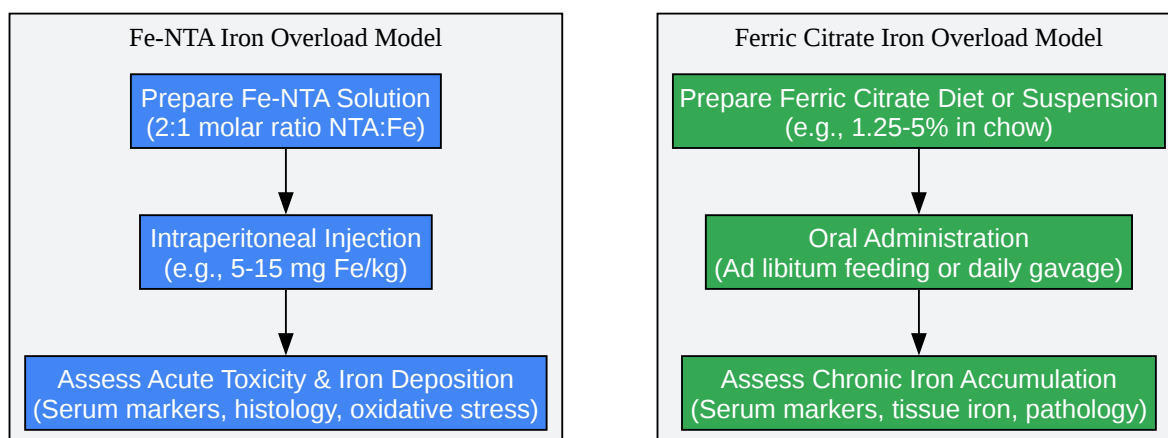 Fe-NTA Iron Overload Model
Prepare Fe-NTA Solution
(2:1 molar ratio NTA:Fe)
Intraperitoneal Injection
(e.g., 5-15 mg Fe/kg)
Assess Acute Toxicity & Iron Deposition
(Serum markers, histology, oxidative stress)
Ferric Citrate Iron Overload Model
Prepare Ferric Citrate Diet or Suspension
(e.g., 1.25-5% in chow)
Oral Administration
(Ad libitum feeding or daily gavage)
Assess Chronic Iron Accumulation
(Serum markers, tissue iron, pathology)